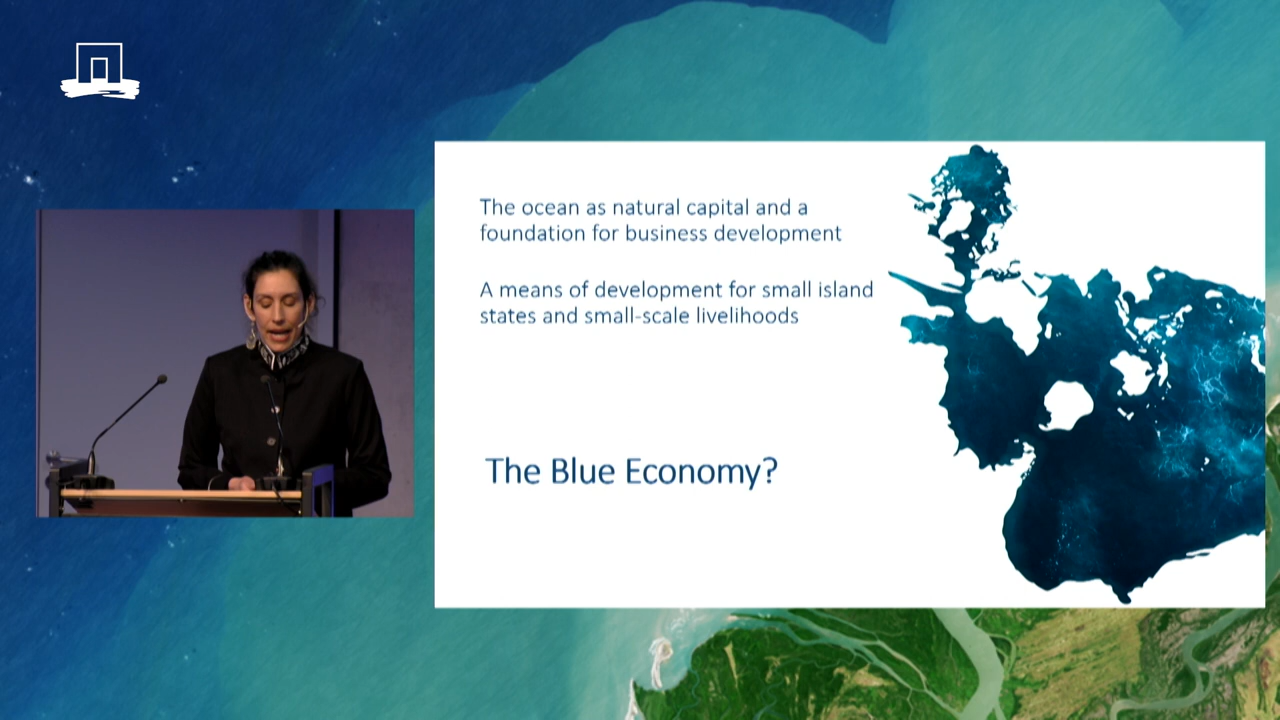 The ocean as natural capital and a
foundation for business development
A means of development for small island
states and small-scale livelihoods
The Blue Economy?